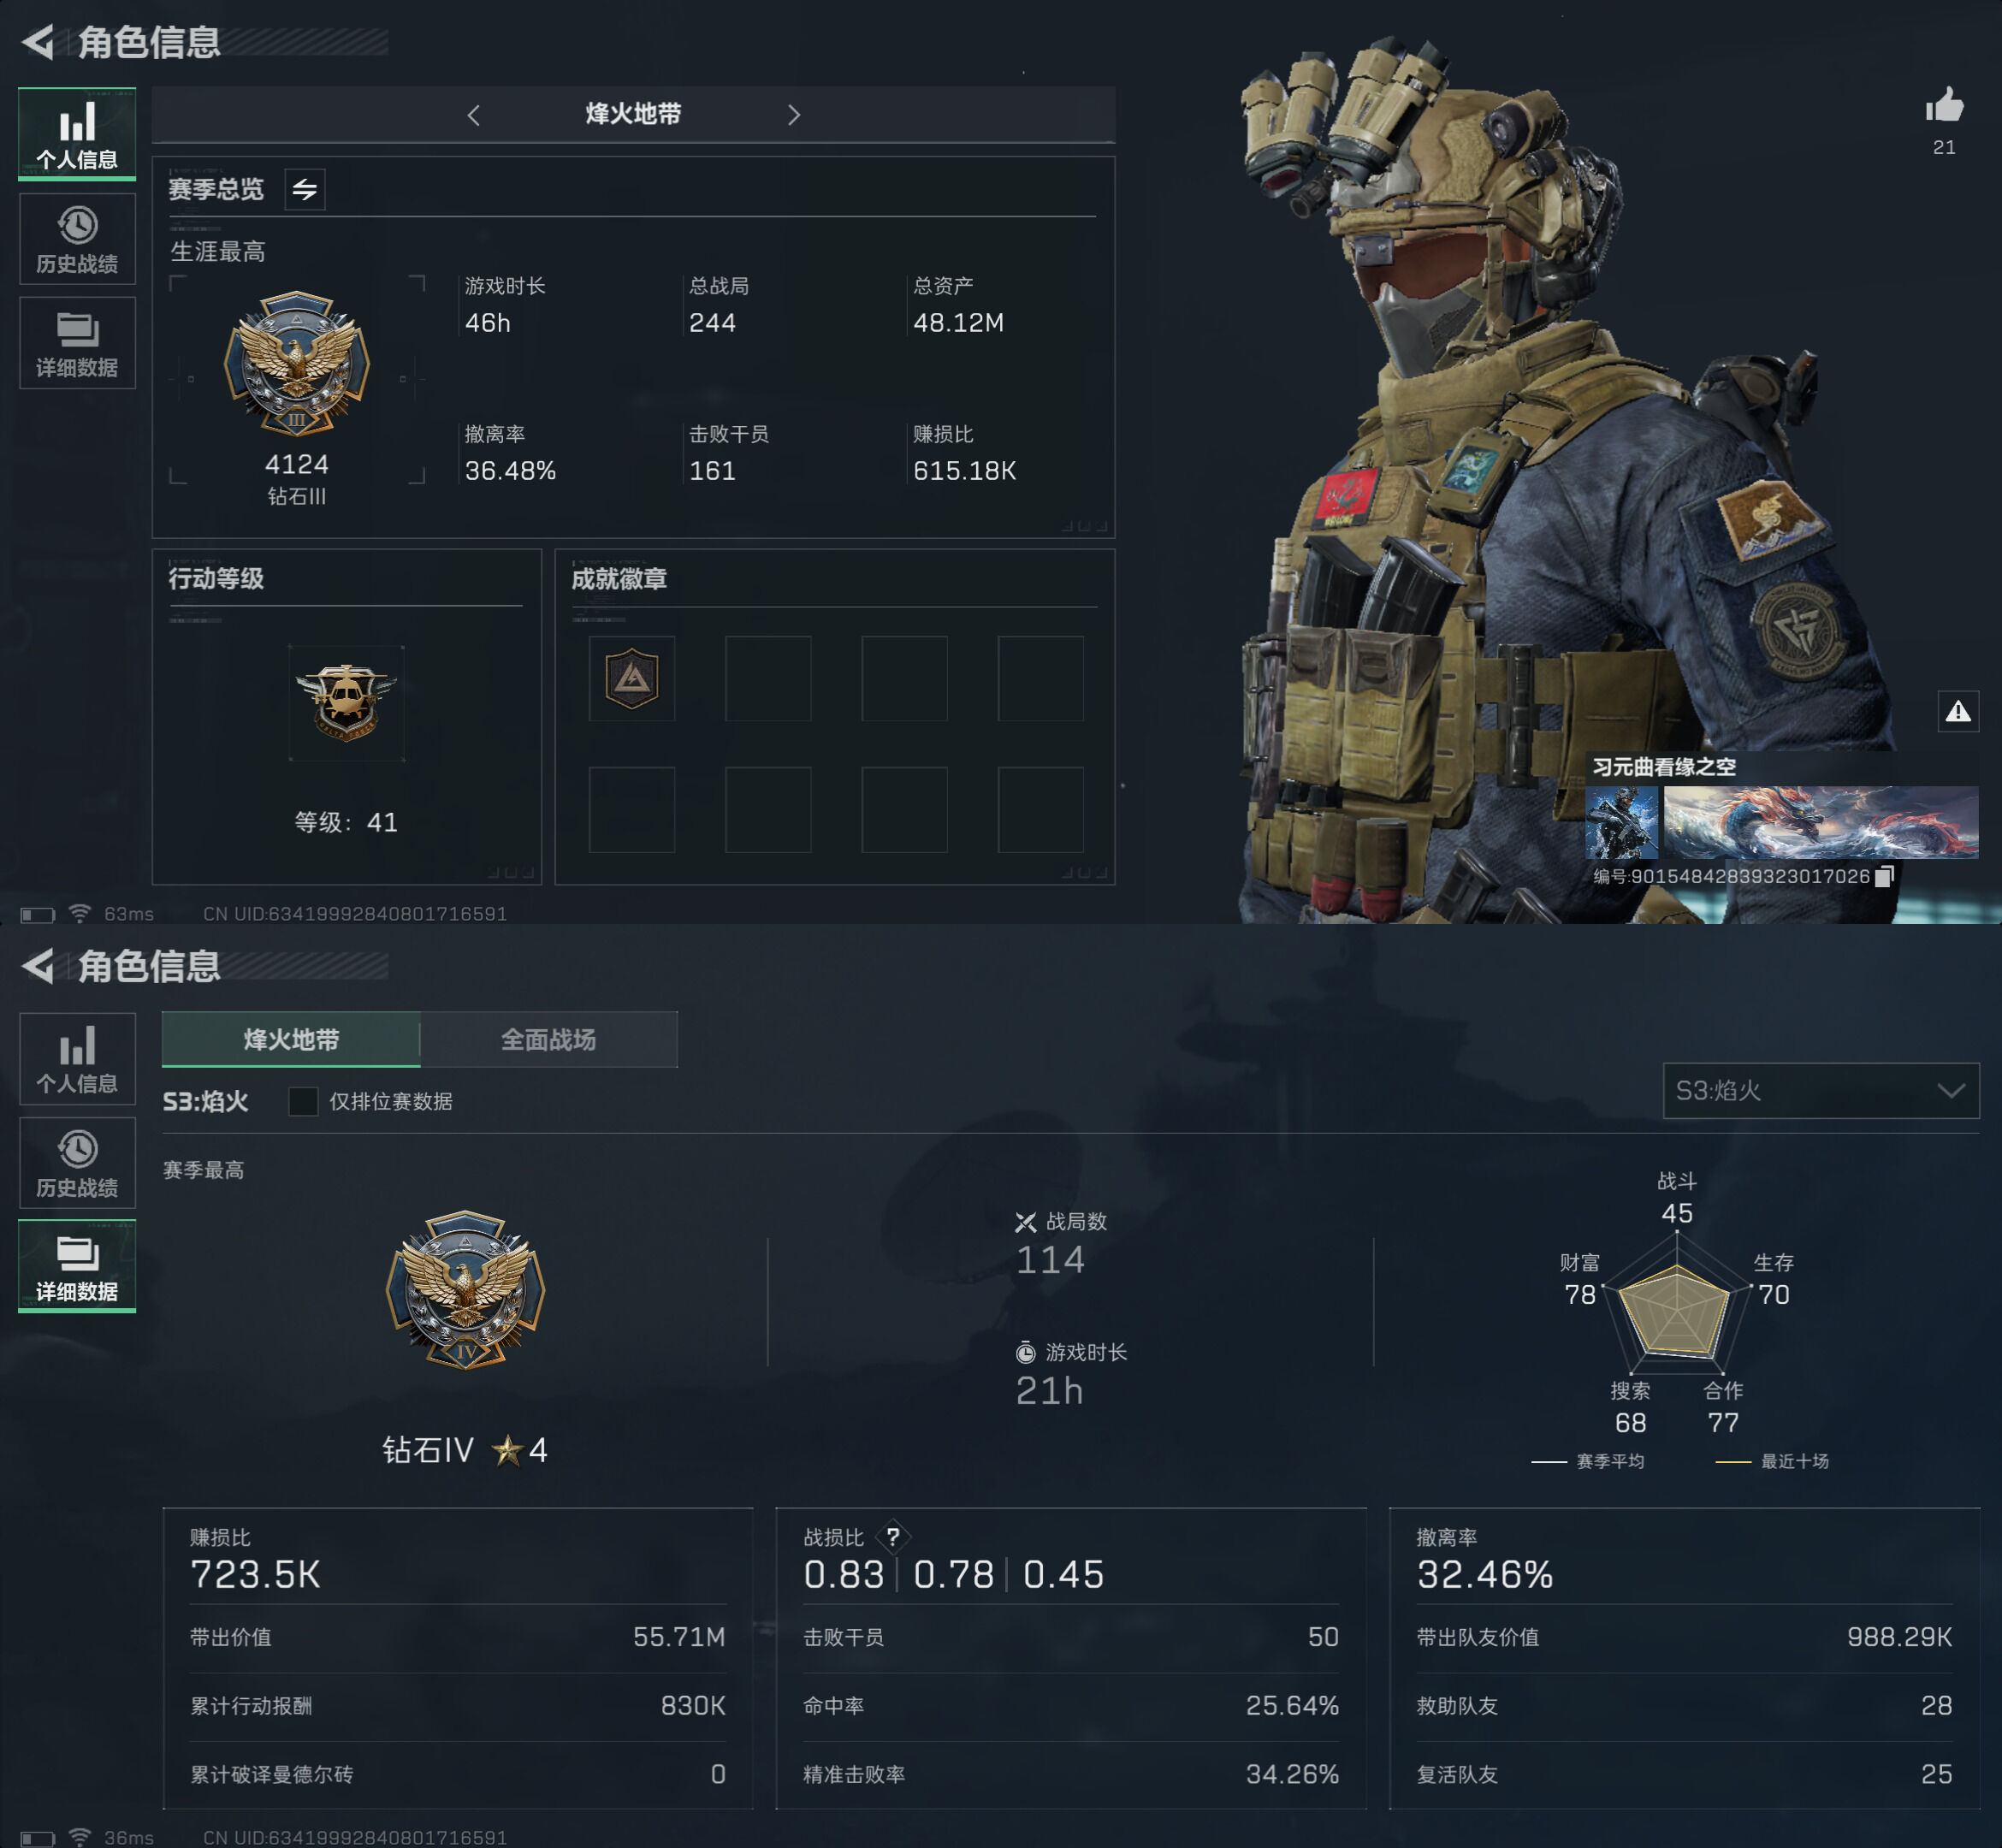 角色信息
个人信息
历史战绩
详细数据
烽火地带
21
赛季总览
生涯最高
游戏时长 总战局 总资产
46h 244 48.12M
III
撤离率 击败干员 赚损比
36.48% 161 615.18K
4124
钻石III
行动等级
成就徽章
等级：41
习元曲看缘之空
编号:90154842839323017026
63ms CN UID:634199928408017​16591
角色信息
个人信息
历史战绩
详细数据
烽火地带 全面战场
S3:焰火 仅排位赛数据
S3:焰火
赛季最高
IV
钻石IV 4
战局数
114
游戏时长
21h
战斗
45
财富 生存
78 70
搜索 合作
68 77
赛季平均 最近十场
赚损比
723.5K
带出价值 55.71M
累计行动报酬 830K
累计破译曼德尔砖 0
战损比 ?
0.83 0.78 0.45
击败干员 50
命中率 25.64%
精准击败率 34.26%
撤离率
32.46%
带出队友价值 988.29K
救助队友 28
复活队友 25
36ms CN UID:634199928408017​16591